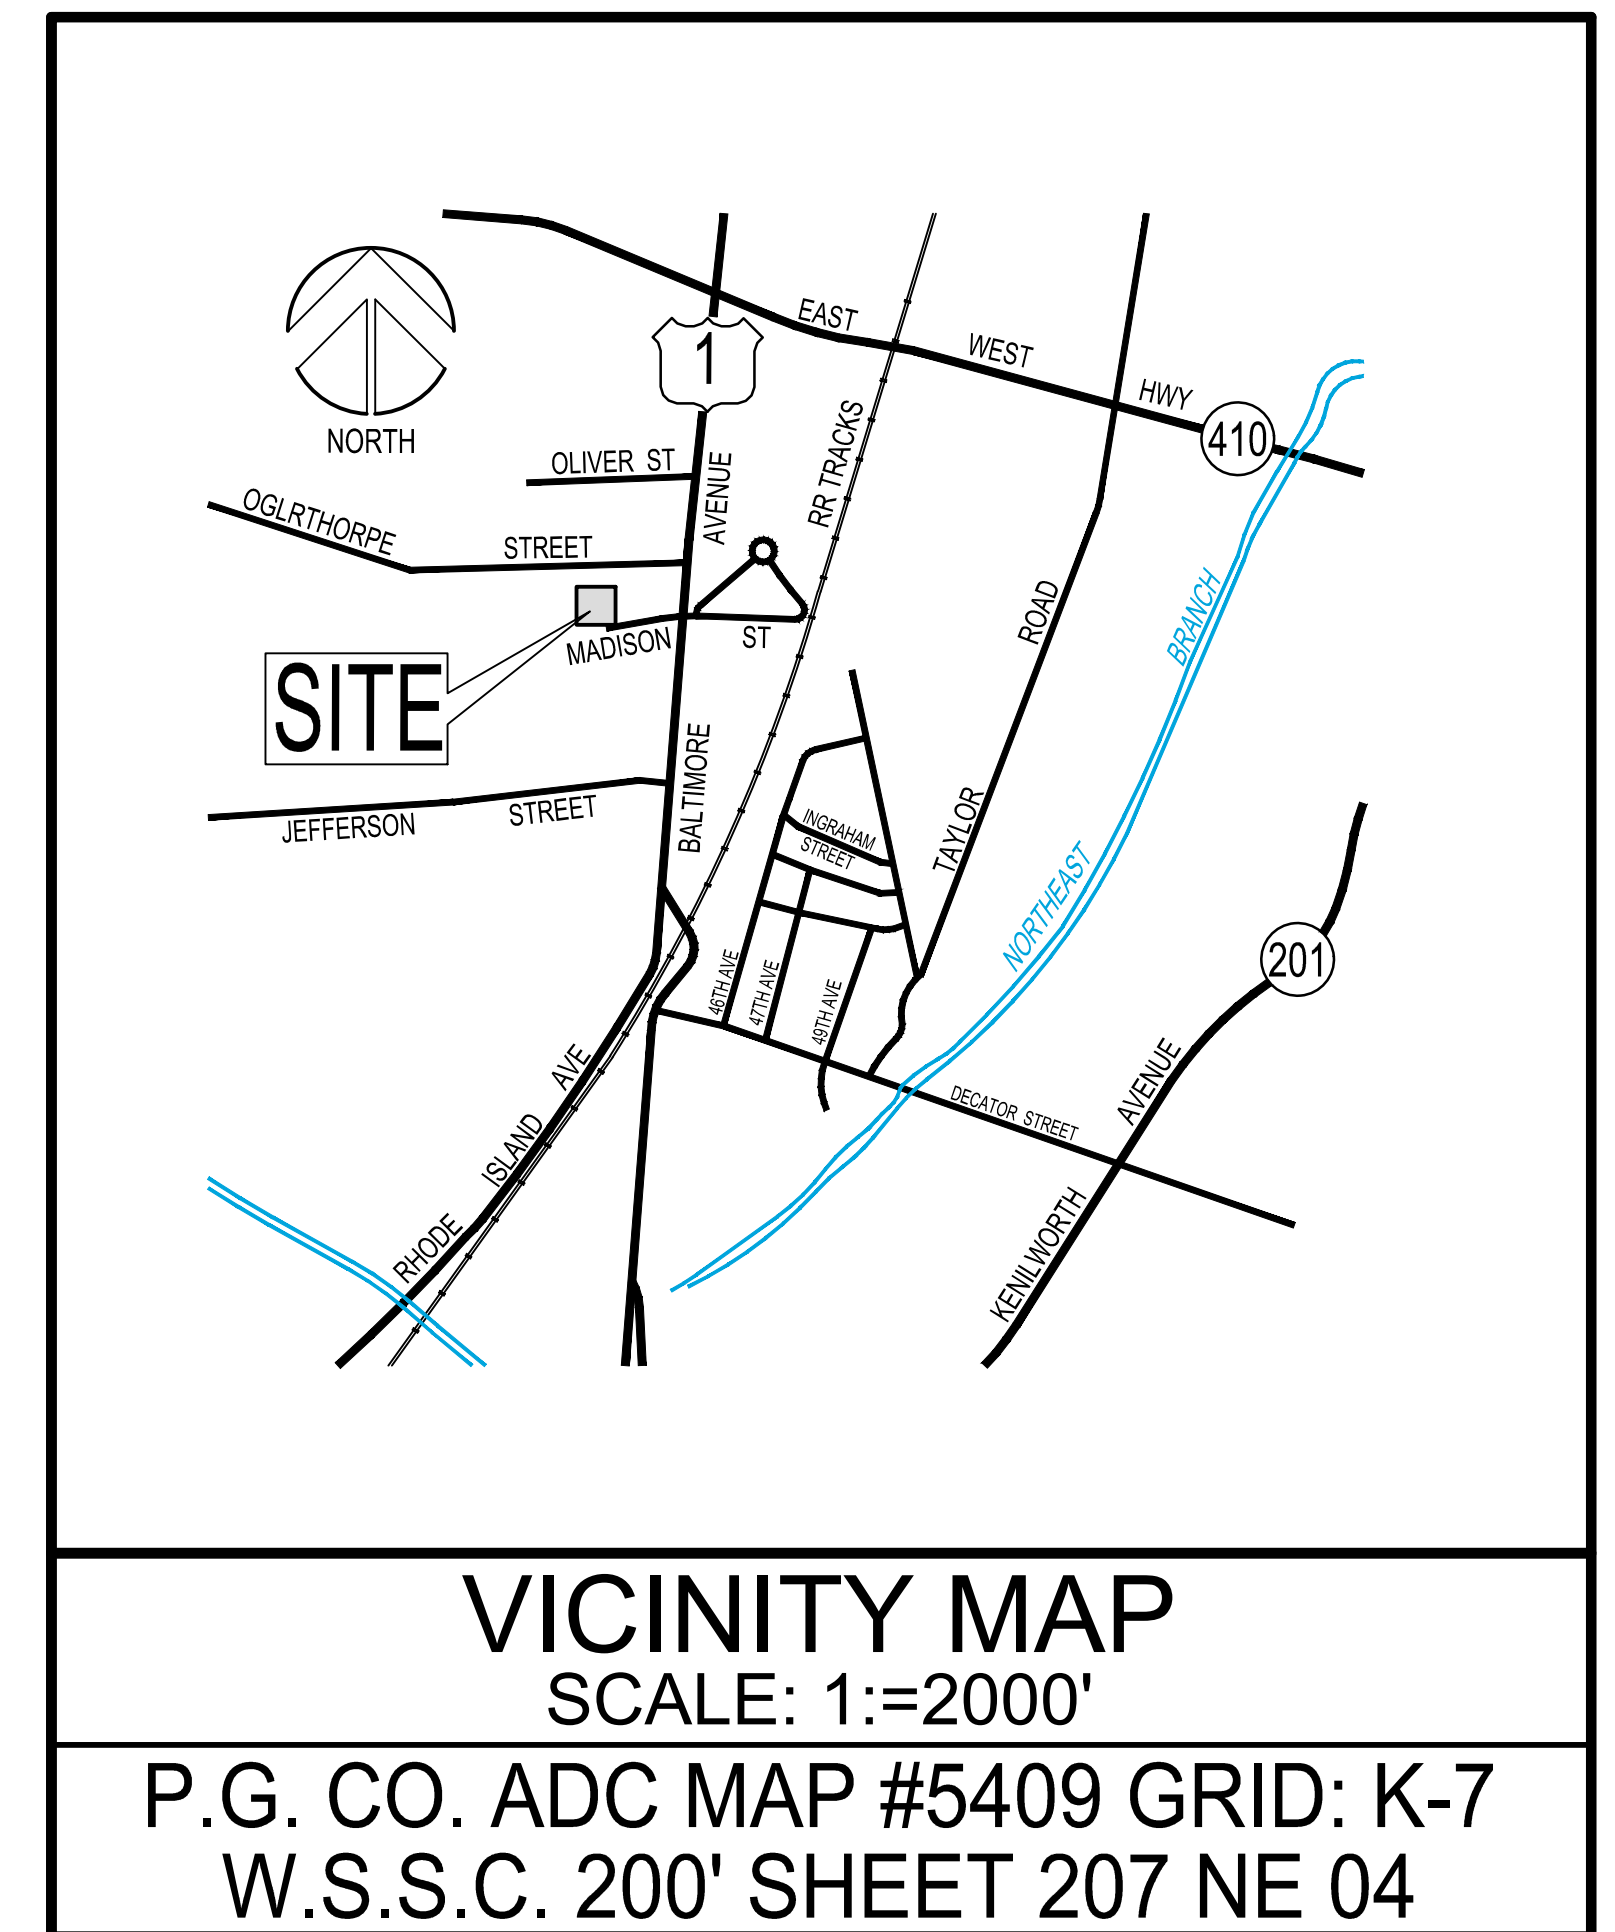 EAST WEST HWY
1
410
NORTH
OLIVER ST
AVENUE
RR TRACKS
OGLRTHORPE STREET
MADISON ST
SITE
ROAD
BRANCH
BALTIMORE
JEFFERSON STREET
INGRAHAM
STREET
TAYLOR
NORTHEAST
201
46TH AVE
47TH AVE
49TH AVE
AVENUE
DECATOR STREET
RHODE ISLAND AVE
KENILWORTH
VICINITY MAP
SCALE: 1:=2000'
P.G. CO. ADC MAP #5409 GRID: K-7
W.S.S.C. 200' SHEET 207 NE 04